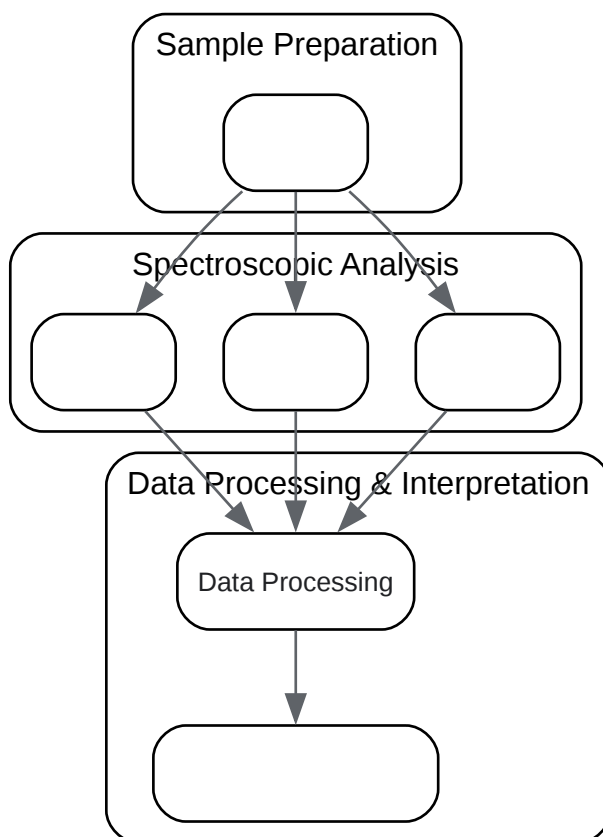 Sample Preparation
Spectroscopic Analysis
Data Processing & Interpretation
Data Processing